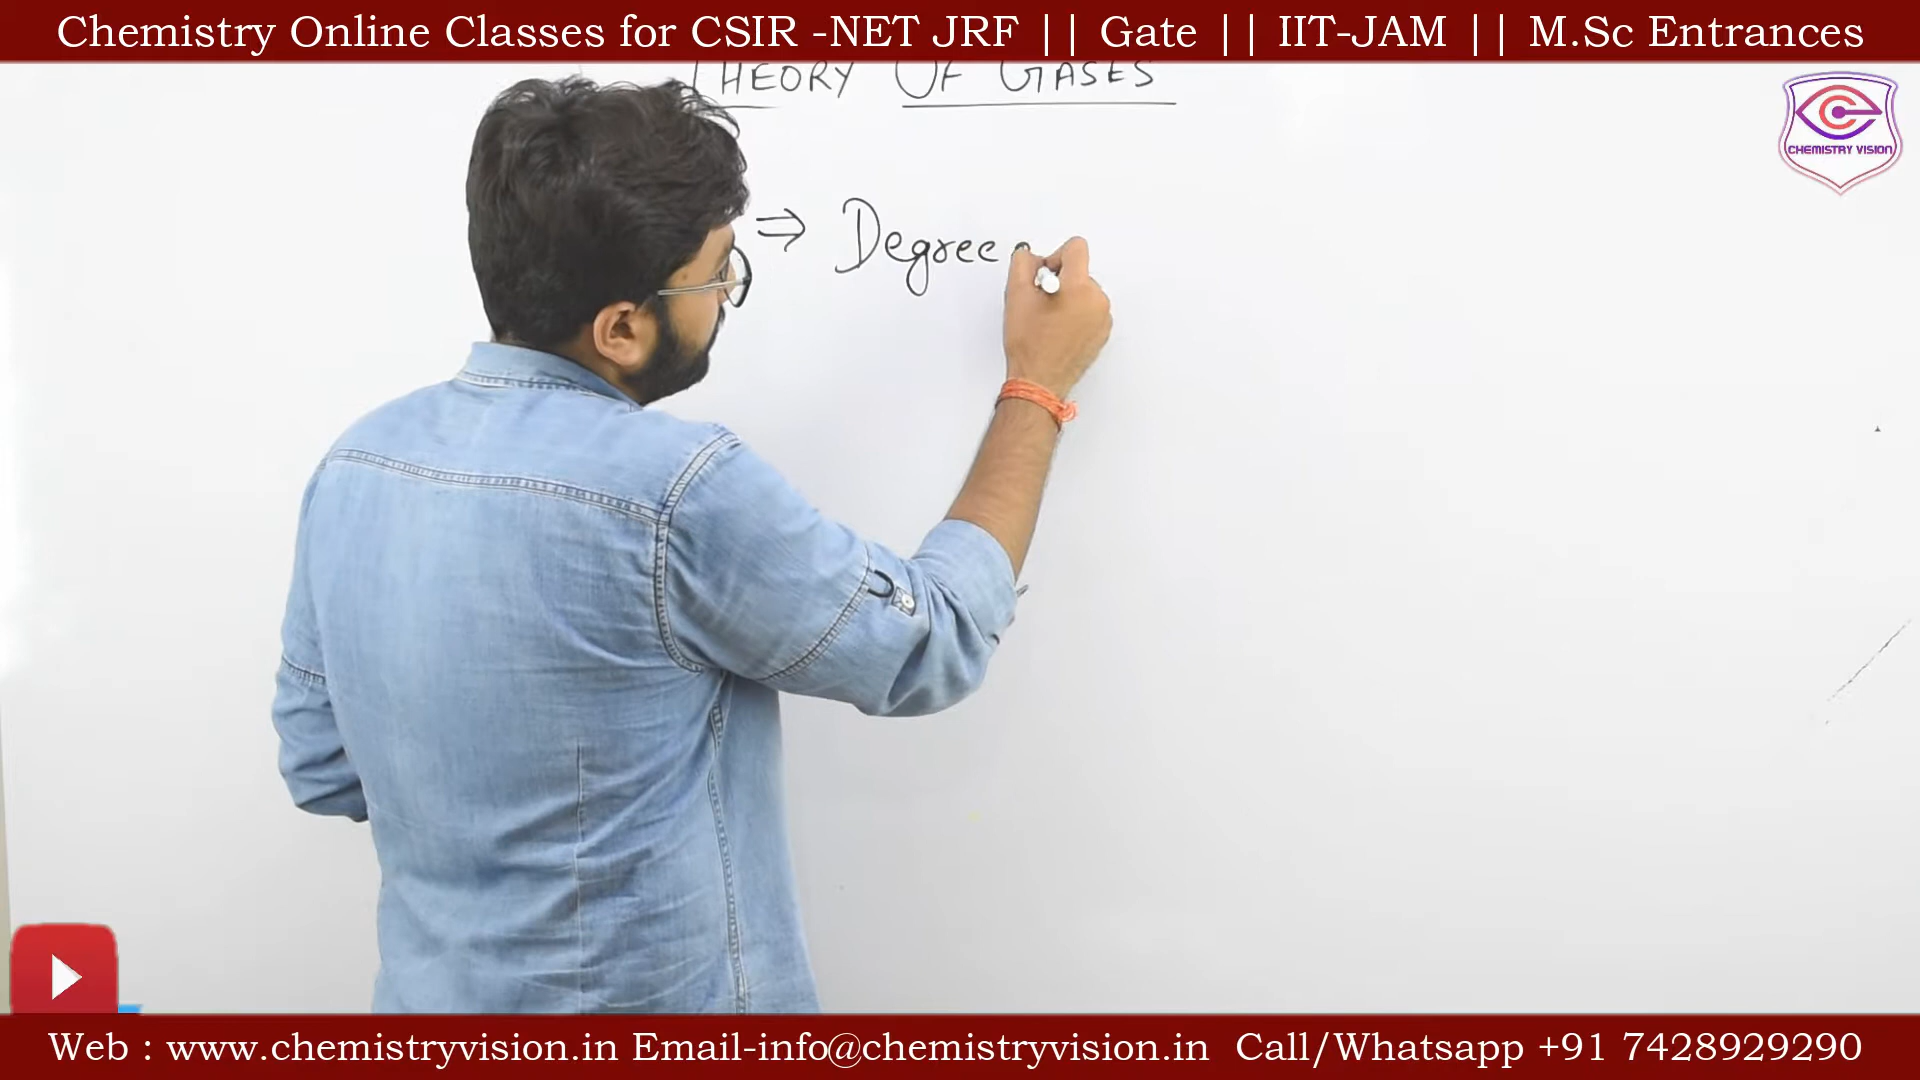 Chemistry Online Classes for CSIR -NET JRF || Gate || IIT-JAM || M.Sc Entrances
THEORY OF GASES
CHEMISTRY VISION
⇒ Degree
Web : www.chemistryvision.in Email-info@chemistryvision.in Call/Whatsapp +91 7428929290